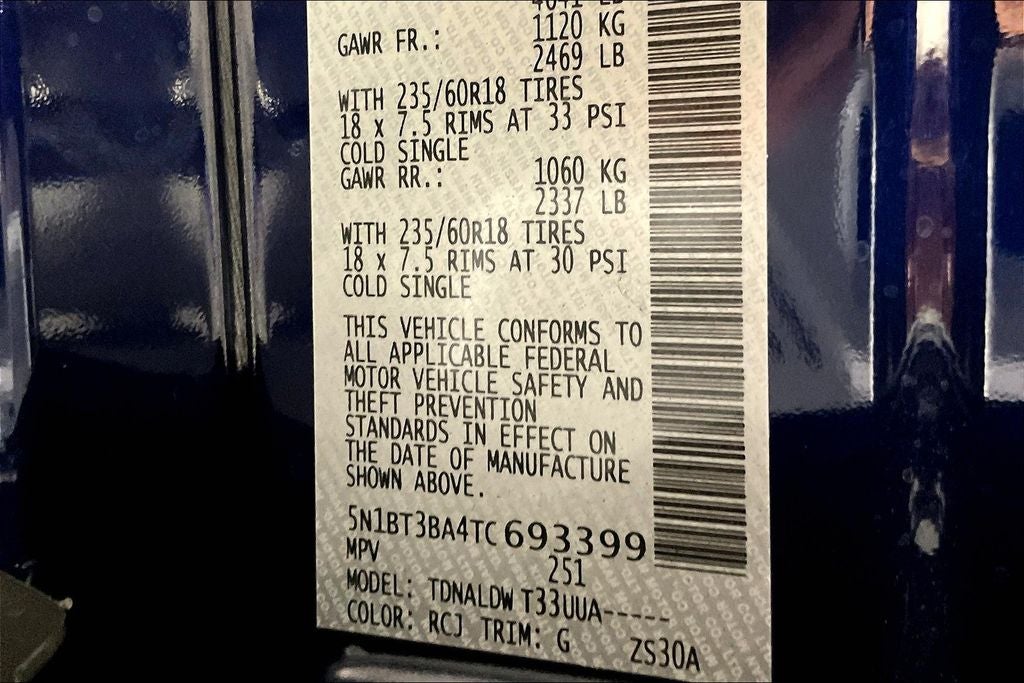 GAWR FR.: 1120 KG
2469 LB
WITH 235/60R18 TIRES
18 x 7.5 RIMS AT 33 PSI
COLD SINGLE
GAWR RR.: 1060 KG
2337 LB
WITH 235/60R18 TIRES
18 x 7.5 RIMS AT 30 PSI
COLD SINGLE
THIS VEHICLE CONFORMS TO
ALL APPLICABLE FEDERAL
MOTOR VEHICLE SAFETY AND
THEFT PREVENTION
STANDARDS IN EFFECT ON
THE DATE OF MANUFACTURE
SHOWN ABOVE.
5N1BT3BA4TC693399
MPV 251
MODEL: TDNALDW T33UUA-----
COLOR: RCJ TRIM: G ZS30A